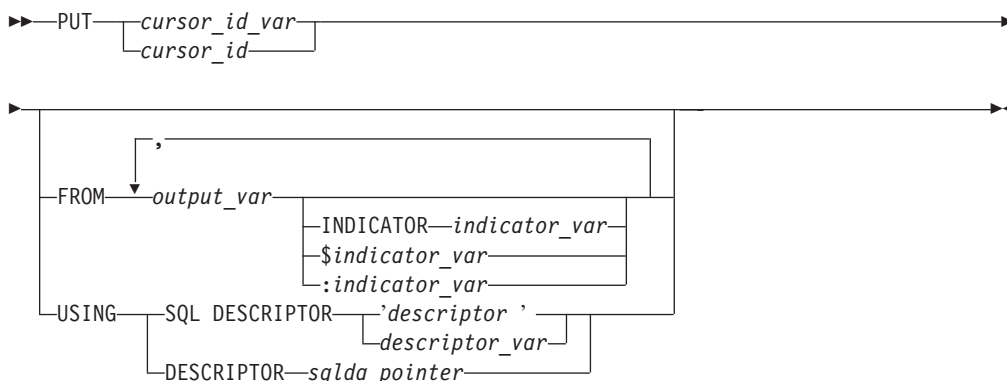 PUT cursor_id_var
cursor_id
,
FROM output_var
INDICATOR indicator_var
$indicator_var
:indicator_var
USING SQL DESCRIPTOR 'descriptor '
descriptor_var
DESCRIPTOR sqlda_pointer